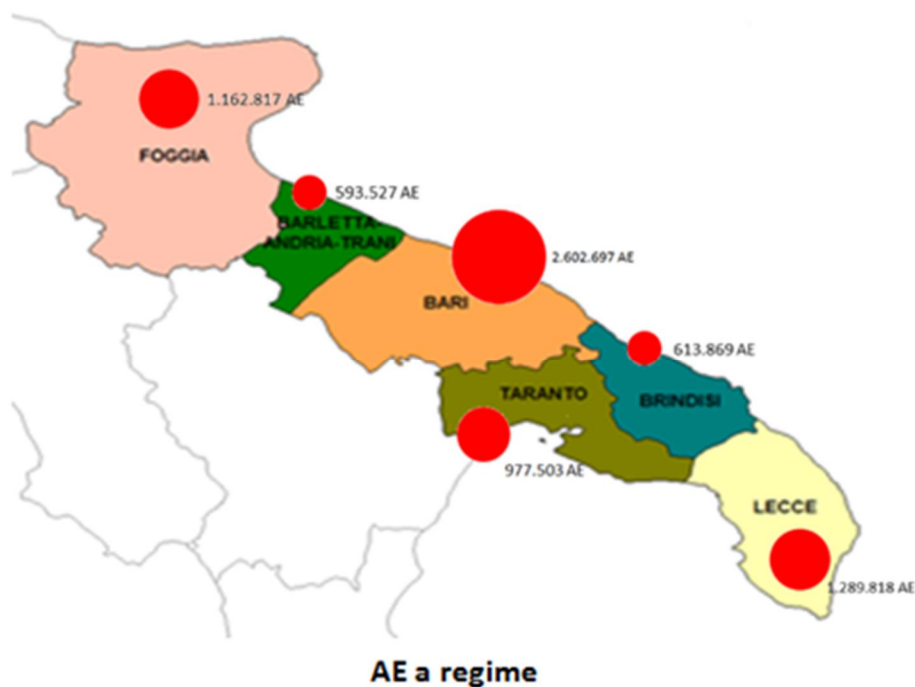 1.162.817 AE
FOGGIA
593.527 AE
BARLETTA-
ANDRIA-TRANI
2.602.697 AE
BARI
613.869 AE
TARANTO
BRINDISI
977.503 AE
LECCE
1.289.818 AE
AE a regime